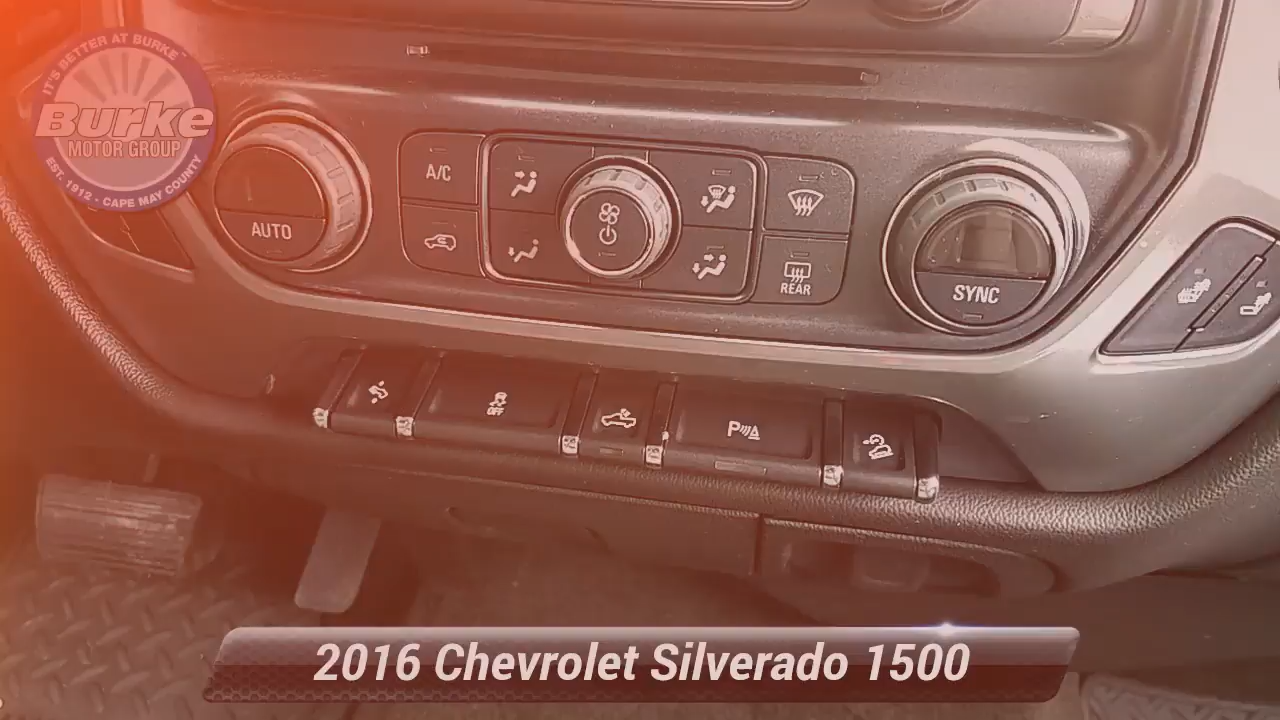 IT'S BETTER AT BURKE
Burke
MOTOR GROUP
EST. 1912 - CAPE MAY COUNTY
A/C
AUTO
REAR
SYNC
OFF
P
2016 Chevrolet Silverado 1500